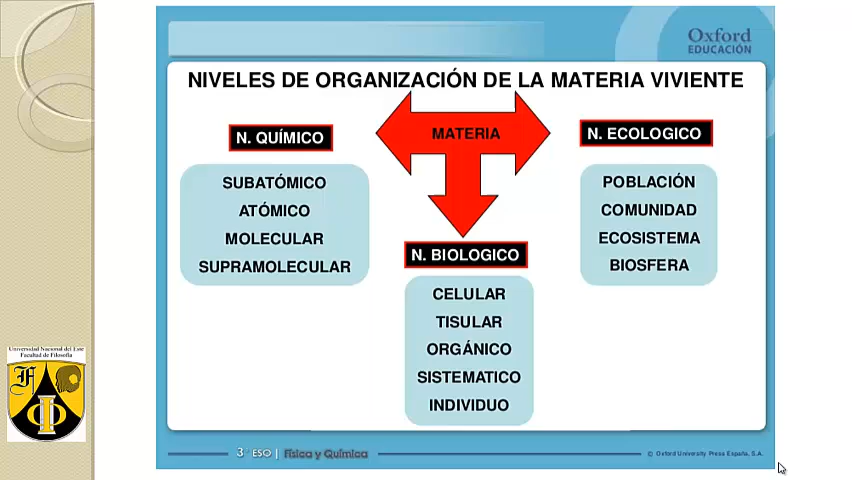 Oxford
EDUCACIÓN
NIVELES DE ORGANIZACIÓN DE LA MATERIA VIVIENTE
N. QUÍMICO
MATERIA
N. ECOLOGICO
SUBATÓMICO
ATÓMICO
MOLECULAR
SUPRAMOLECULAR
POBLACIÓN
COMUNIDAD
ECOSISTEMA
BIOSFERA
N. BIOLOGICO
CELULAR
TISULAR
ORGÁNICO
SISTEMATICO
INDIVIDUO
Universidad Nacional del Este
Facultad de Filosofía
F
3° ESO | Física y Química
© Oxford University Press España, S.A.